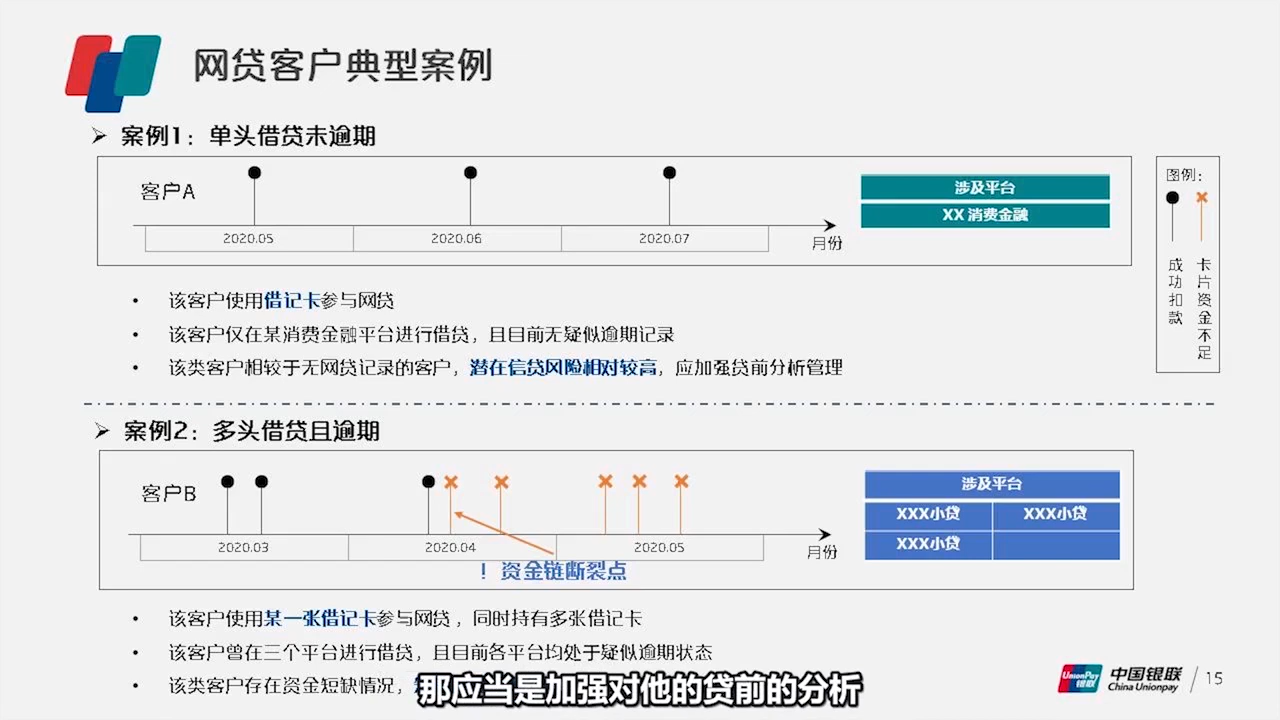 网贷客户典型案例
案例1：单头借贷未逾期
客户A
2020.05 2020.06 2020.07
月份
涉及平台
XX 消费金融
图例：
成功扣款
卡片资金不足
该客户使用借记卡参与网贷
该客户仅在某消费金融平台进行借贷，且目前无疑似逾期记录
该类客户相较于无网贷记录的客户，潜在信贷风险相对较高，应加强贷前分析管理
案例2：多头借贷且逾期
客户B
2020.03 2020.04 2020.05
月份
！资金链断裂点
涉及平台
XXX小贷 XXX小贷
XXX小贷
该客户使用某一张借记卡参与网贷，同时持有多张借记卡
该客户曾在三个平台进行借贷，且目前各平台均处于疑似逾期状态
该类客户存在资金短缺情况，
那应当是加强对他的贷前的分析
UnionPay
银联
中国银联
China Unionpay
15